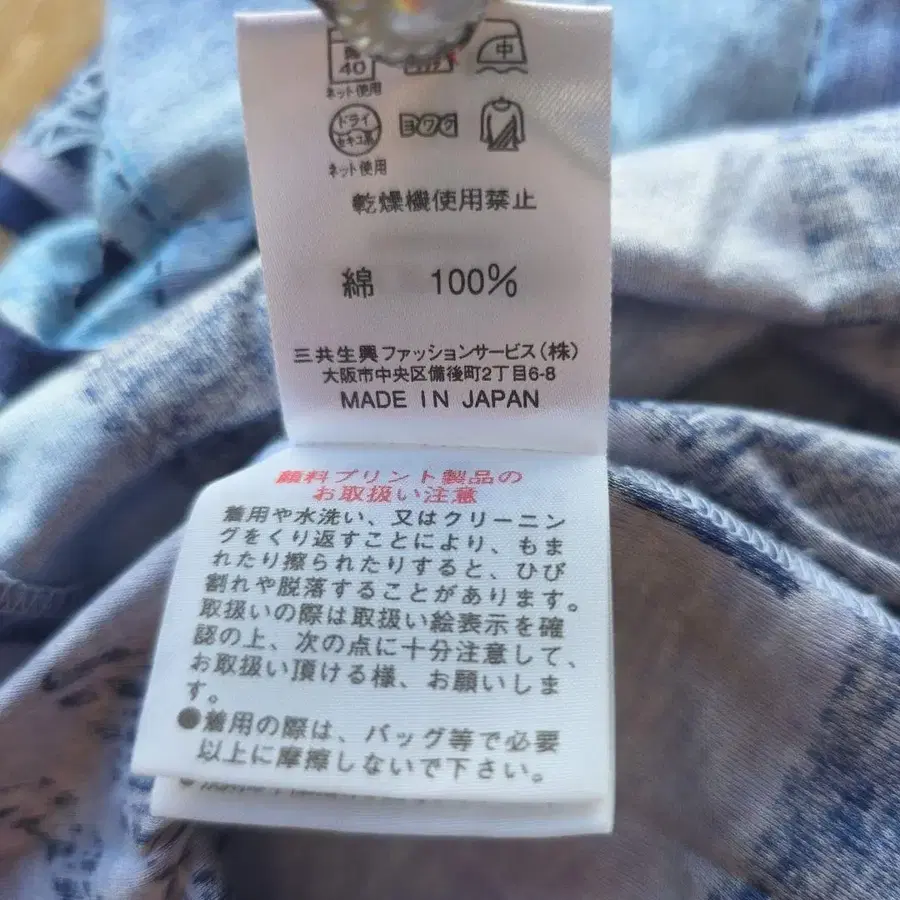 40
中
ネット使用
ドライ
セキユ系
ヨワク
ネット使用
乾燥機使用禁止
綿 100%
三共生興ファッションサービス(株)
大阪市中央区備後町2丁目6-8
MADE IN JAPAN
顔料プリント製品の
お取扱い注意
着用や水洗い、又はクリーニン
グをくり返すことにより、もま
れたり擦られたりすると、ひび
割れや脱落することがあります。
取扱いの際は取扱い絵表示を確
認の上、次の点に十分注意して、
お取扱い頂ける様、お願いしま
す。
●着用の際は、バッグ等で必要
以上に摩擦しないで下さい。